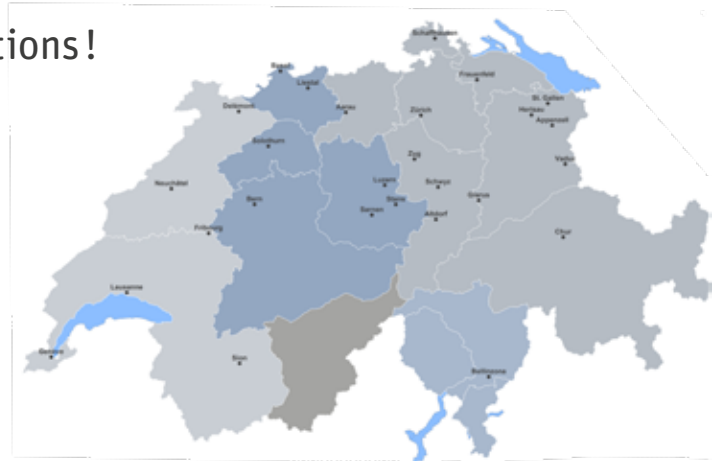 tions!
Schaffhausen
Basel
Liestal
Frauenfeld
Delémont
Aarau
Zürich
St. Gallen
Herisau
Appenzell
Solothurn
Zug
Vaduz
Neuchâtel
Luzern
Schwyz
Bern
Stans
Glarus
Sarnen
Altdorf
Fribourg
Chur
Lausanne
Genève
Sion
Bellinzona